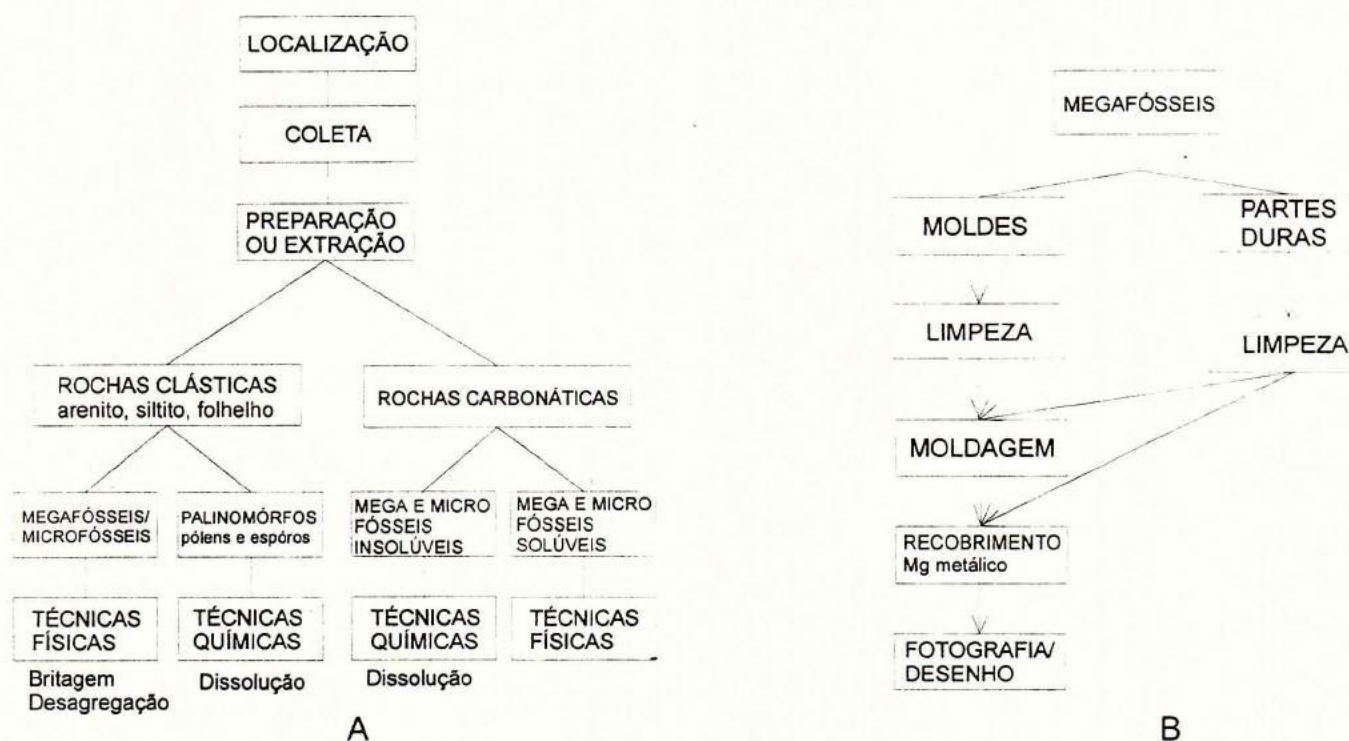 LOCALIZAÇÃO
COLETA
PREPARAÇÃO
OU EXTRAÇÃO
ROCHAS CLÁSTICAS
arenito, siltito, folhelho
ROCHAS CARBONÁTICAS
MEGAFÓSSEIS/
MICROFÓSSEIS
PALINOMÓRFOS
pólens e espóros
MEGA E MICRO
FÓSSEIS
INSOLÚVEIS
MEGA E MICRO
FÓSSEIS
SOLÚVEIS
TÉCNICAS
FÍSICAS
TÉCNICAS
QUÍMICAS
TÉCNICAS
QUÍMICAS
TÉCNICAS
FÍSICAS
Britagem
Desagregação
Dissolução
Dissolução
A
MEGAFÓSSEIS
MOLDES
PARTES
DURAS
LIMPEZA
LIMPEZA
MOLDAGEM
RECOBRIMENTO
Mg metálico
FOTOGRAFIA/
DESENHO
B